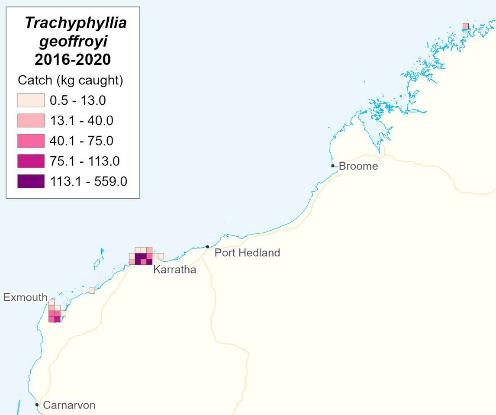 Trachyphyllia
geoffroyi
2016-2020
Catch (kg caught)
0.5 - 13.0
13.1 - 40.0
40.1 - 75.0
75.1 - 113.0
113.1 - 559.0
Broome
Port Hedland
Karratha
Exmouth
Carnarvon